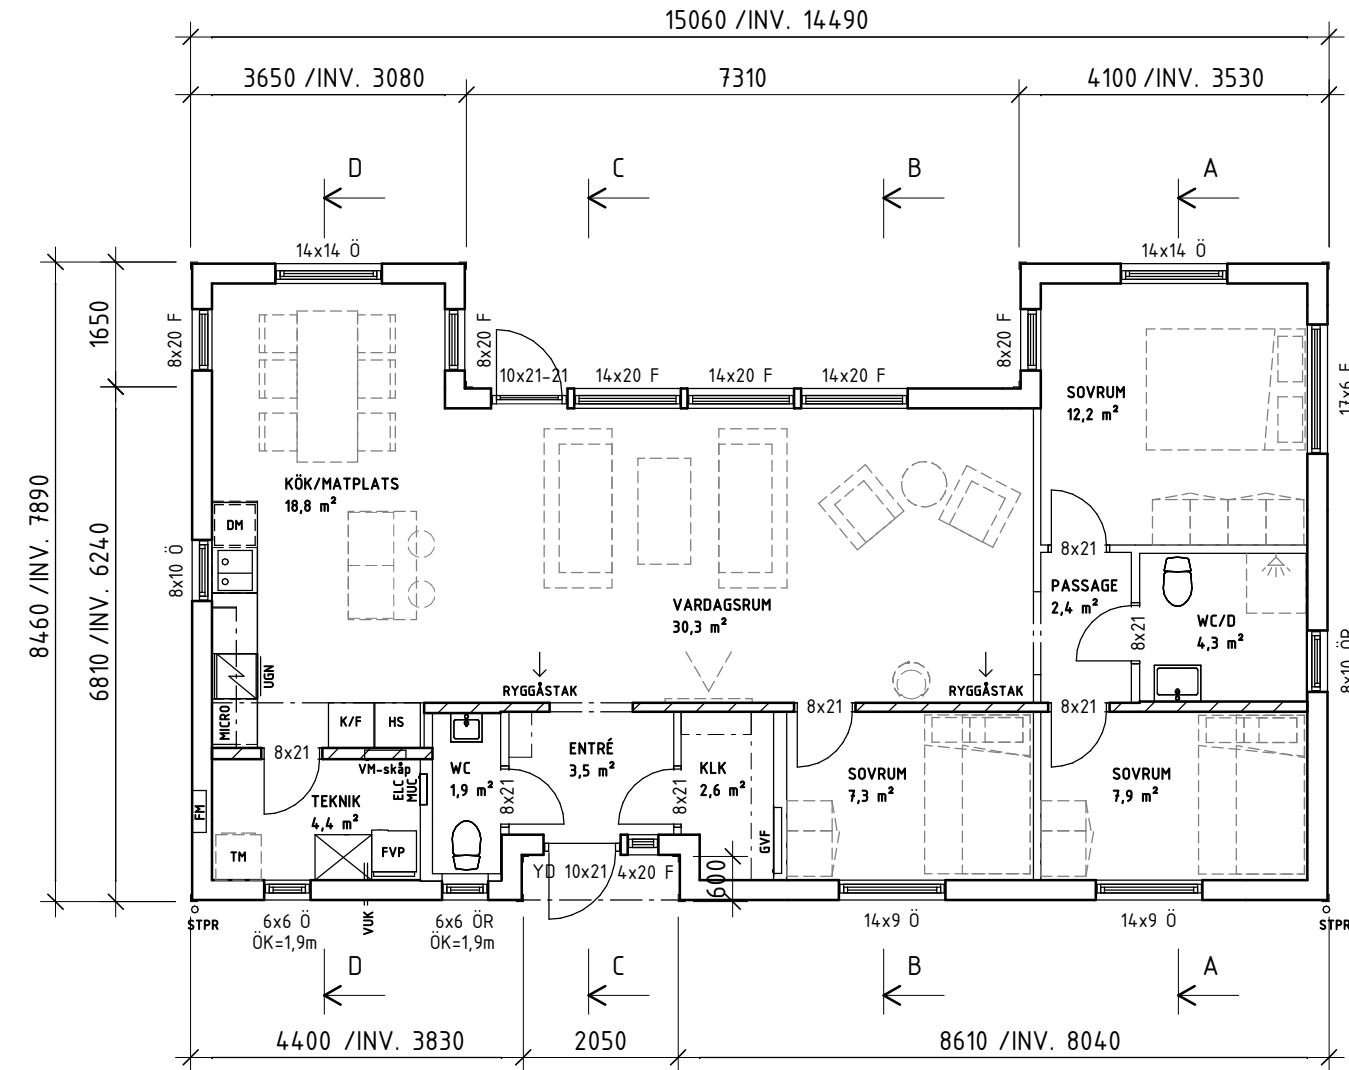 15060 /INV. 14490
3650 /INV. 3080
7310
4100 /INV. 3530
D
C
B
A
14x14 Ö
14x14 Ö
1650
8x20 F
8x20 F
8x20 F
10x21-21
14x20 F
14x20 F
14x20 F
17x6 F
SOVRUM
12,2 m²
KÖK/MATPLATS
18,8 m²
8460 /INV. 7890
6810 /INV. 6240
DM
8x10 Ö
8x21
PASSAGE
2,4 m²
VARDAGSRUM
30,3 m²
WC/D
4,3 m²
8x21
8x10 ÖR
UGN
RYGGÅSTAK
RYGGÅSTAK
MICRO
K/F
HS
8x21
8x21
8x21
ENTRÉ
3,5 m²
VM-skåp
WC
1,9 m²
KLK
2,6 m²
SOVRUM
7,3 m²
SOVRUM
7,9 m²
ELC
MUC
8x21
8x21
TEKNIK
4,4 m²
FM
TM
FVP
GVF
YD 10x21
4x20 F
600
STPR
6x6 Ö
ÖK=1,9m
VUK
6x6 ÖR
ÖK=1,9m
14x9 Ö
14x9 Ö
STPR
D
C
B
A
4400 /INV. 3830
2050
8610 /INV. 8040